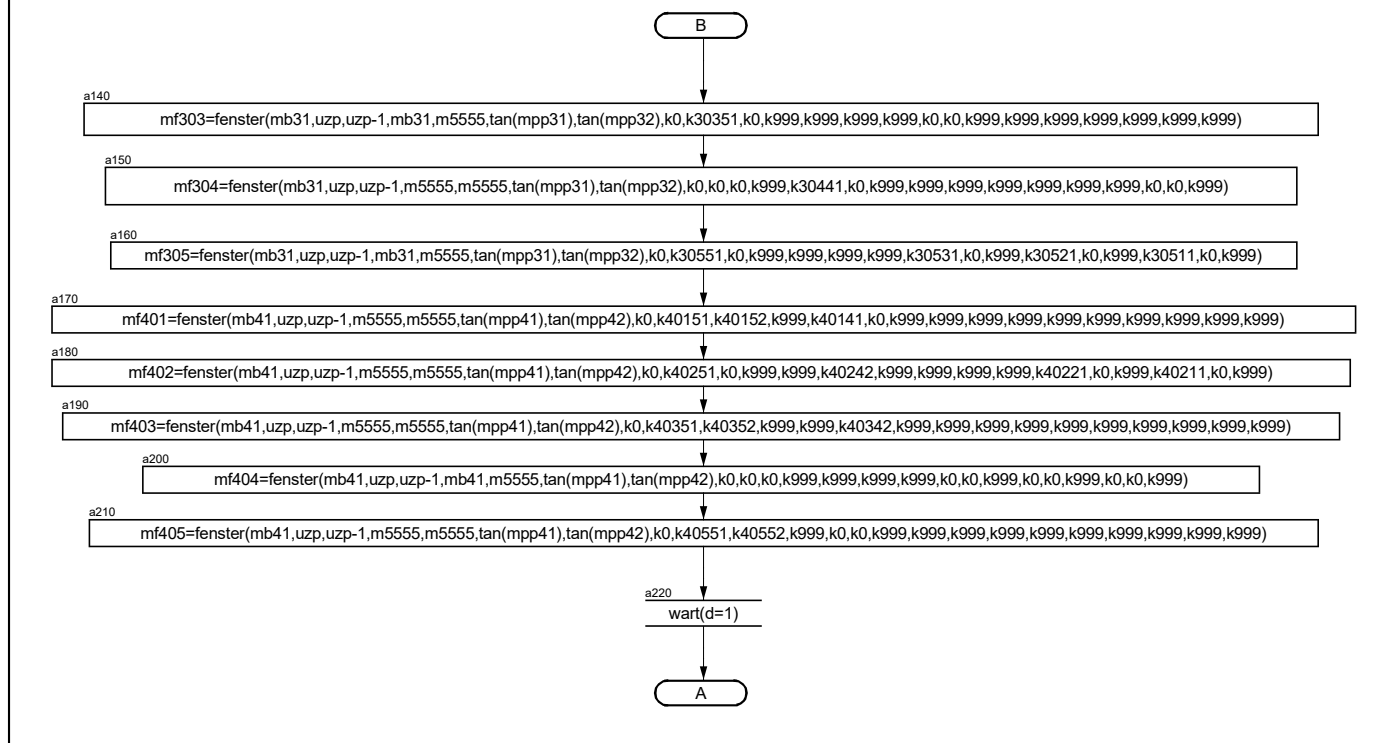 B
a140
mf303=fenster(mb31,uzp,uzp-1,mb31,m5555,tan(mpp31),tan(mpp32),k0,k30351,k0,k999,k999,k999,k999,k0,k0,k999,k999,k999,k999,k999,k999,k999)
a150
mf304=fenster(mb31,uzp,uzp-1,m5555,m5555,tan(mpp31),tan(mpp32),k0,k0,k0,k999,k30441,k0,k999,k999,k999,k999,k999,k999,k999,k0,k0,k999)
a160
mf305=fenster(mb31,uzp,uzp-1,mb31,m5555,tan(mpp31),tan(mpp32),k0,k30551,k0,k999,k999,k999,k999,k30531,k0,k999,k30521,k0,k999,k30511,k0,k999)
a170
mf401=fenster(mb41,uzp,uzp-1,m5555,m5555,tan(mpp41),tan(mpp42),k0,k40151,k40152,k999,k40141,k0,k999,k999,k999,k999,k999,k999,k999,k999,k999,k999)
a180
mf402=fenster(mb41,uzp,uzp-1,m5555,m5555,tan(mpp41),tan(mpp42),k0,k40251,k0,k999,k999,k40242,k999,k999,k999,k999,k40221,k0,k999,k40211,k0,k999)
a190
mf403=fenster(mb41,uzp,uzp-1,m5555,m5555,tan(mpp41),tan(mpp42),k0,k40351,k40352,k999,k999,k40342,k999,k999,k999,k999,k999,k999,k999,k999,k999,k999)
a200
mf404=fenster(mb41,uzp,uzp-1,mb41,m5555,tan(mpp41),tan(mpp42),k0,k0,k0,k999,k999,k999,k999,k0,k0,k999,k0,k0,k999,k0,k0,k999)
a210
mf405=fenster(mb41,uzp,uzp-1,m5555,m5555,tan(mpp41),tan(mpp42),k0,k40551,k40552,k999,k0,k0,k999,k999,k999,k999,k999,k999,k999,k999,k999,k999)
a220
wart(d=1)
A